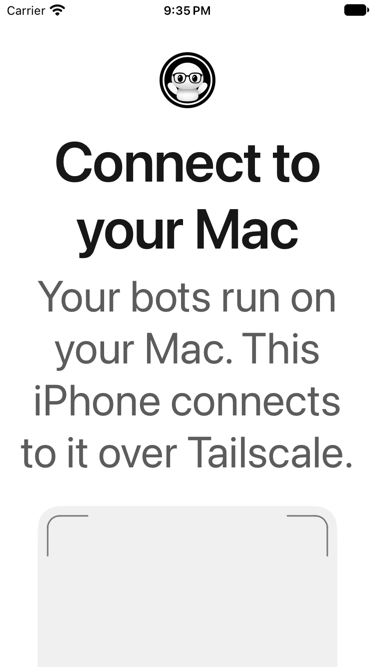 Carrier 9:35 PM
Connect to
your Mac
Your bots run on
your Mac. This
iPhone connects
to it over Tailscale.